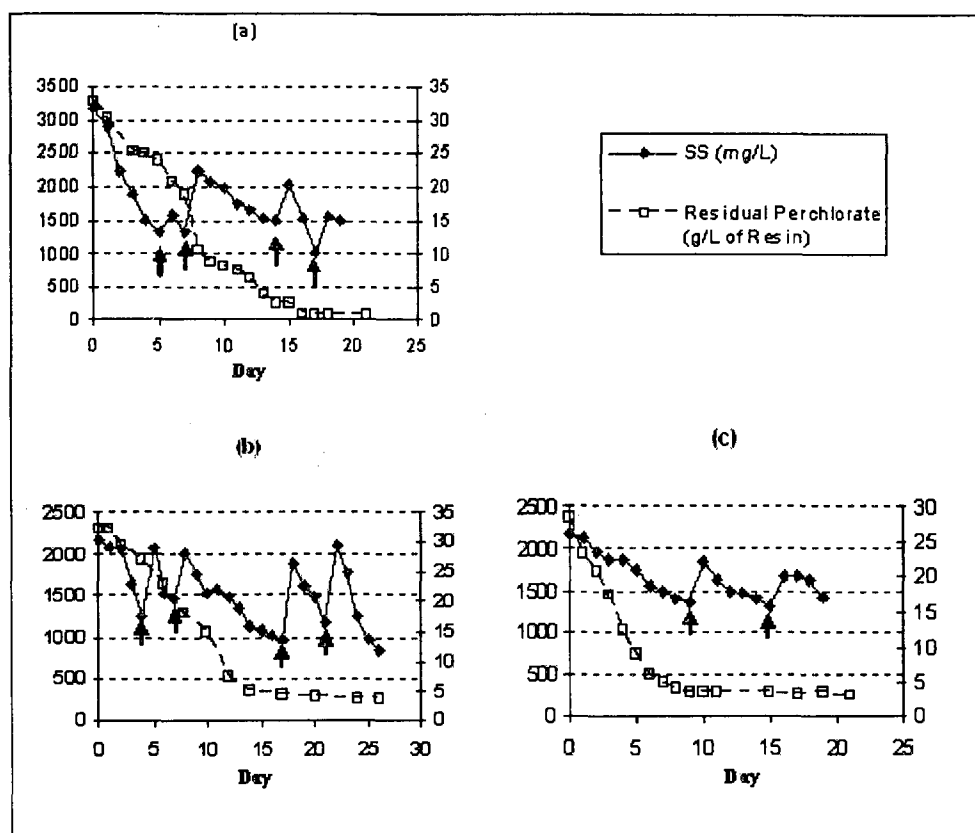 (a)
3500 35
3000 30
2500 25
2000 20
1500 15
1000 10
500 5
0 0
0 5 10 15 20 25
Day
SS (mg/L)
Residual Perchlorate
(g/L of Resin)
(b)
2500 35
2000 30
25
1500 20
1000 15
10
500 5
0 0
0 5 10 15 20 25 30
Day
(c)
2500 30
2000 25
20
1500 15
1000 10
500 5
0 0
0 5 10 15 20 25
Day